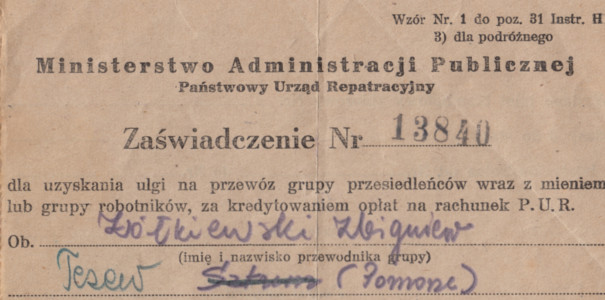 Wzór Nr. 1 do poz. 31 Instr. H
3) dla podróżnego
Ministerstwo Administracji Publicznej
Państwowy Urząd Repatracyjny
Zaświadczenie Nr 13840
dla uzyskania ulgi na przewóz grupy przesiedleńców wraz z mieniem
lub grupy robotników, za kredytowaniem opłat na rachunek P. U. R.
Ob. Żółkiewski Zbigniew
(imię i nazwisko przewodnika grupy)
Tczew (Pomorze)